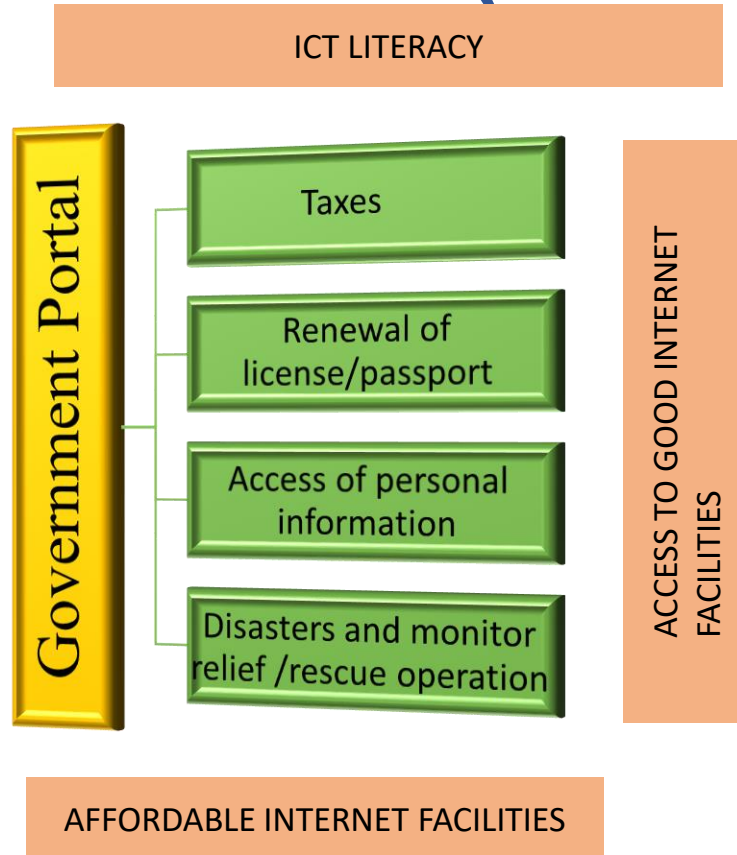 ICT LITERACY
Government Portal
Taxes
Renewal of
license/passport
Access of personal
information
Disasters and monitor
relief /rescue operation
ACCESS TO GOOD INTERNET
FACILITIES
AFFORDABLE INTERNET FACILITIES